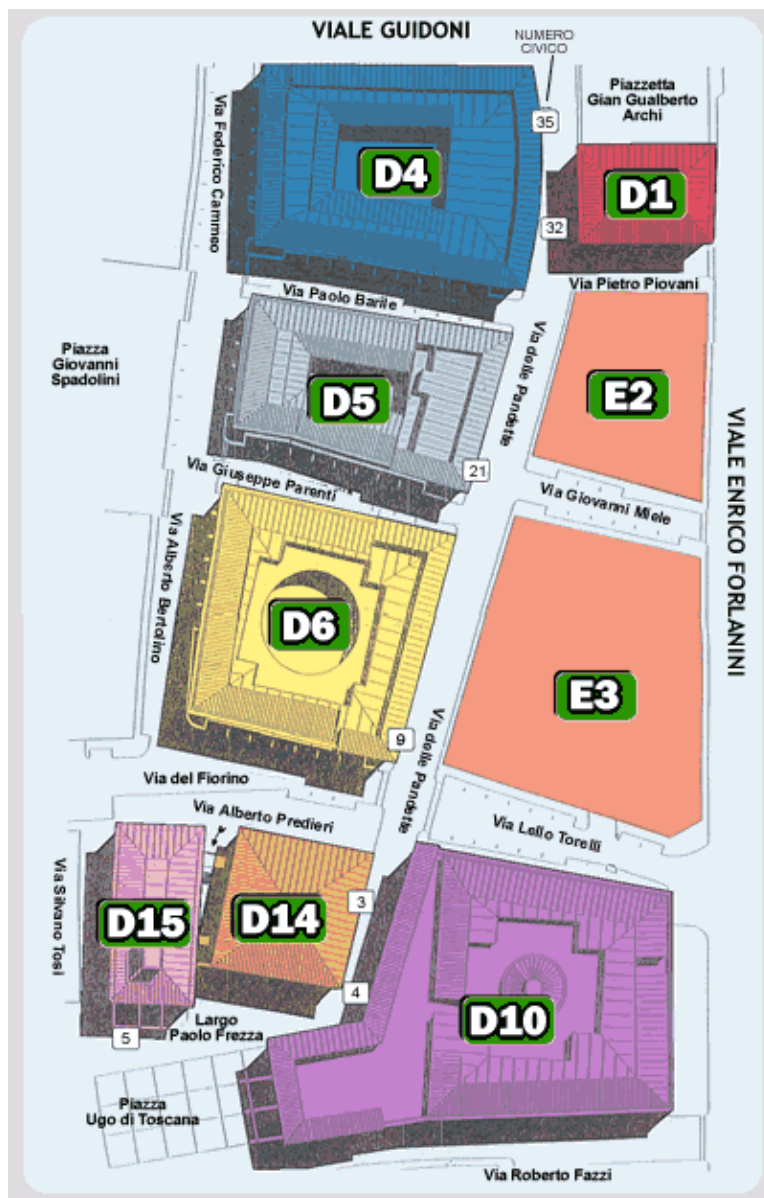 VIALE GUIDONI
NUMERO
CIVICO
Piazzetta
Gian Gualberto
Archi
Via Federico Cammeo
35
D4
D1
32
Via Pietro Piovani
Via Paolo Barile
Piazza
Giovanni
Spadolini
Via delle Pandette
D5
E2
21
Via Giuseppe Parenti
Via Giovanni Miele
VIALE ENRICO FORLANINI
Via Alberto Bertolino
D6
E3
9
Via delle Pandette
Via del Fiorino
Via Alberto Predieri
Via Lello Torelli
Via Silvano Tosi
D15
D14
3
4
D10
Largo
Paolo Frezza
5
Piazza
Ugo di Toscana
Via Roberto Fazzi